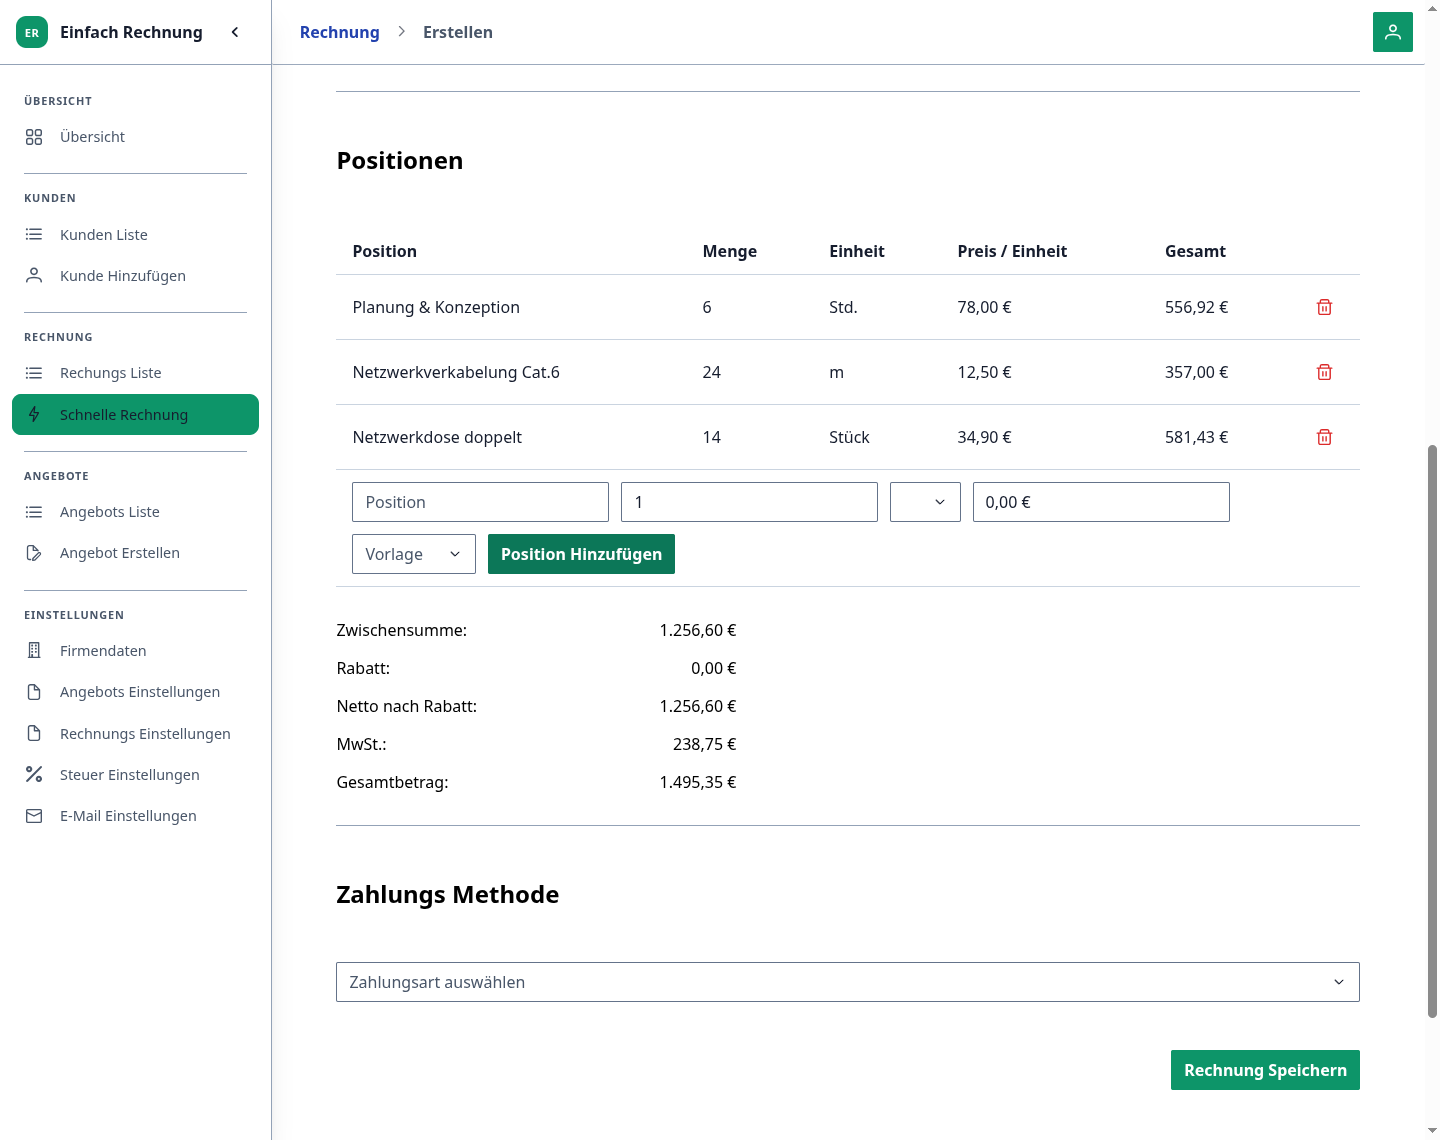 ER Einfach Rechnung
Rechnung Erstellen
ÜBERSICHT
Übersicht
KUNDEN
Kunden Liste
Kunde Hinzufügen
RECHNUNG
Rechungs Liste
Schnelle Rechnung
ANGEBOTE
Angebots Liste
Angebot Erstellen
EINSTELLUNGEN
Firmendaten
Angebots Einstellungen
Rechnungs Einstellungen
Steuer Einstellungen
E-Mail Einstellungen
Positionen
Position Menge Einheit Preis / Einheit Gesamt
Planung & Konzeption 6 Std. 78,00 € 556,92 €
Netzwerkverkabelung Cat.6 24 m 12,50 € 357,00 €
Netzwerkdose doppelt 14 Stück 34,90 € 581,43 €
Position 1 0,00 €
Vorlage Position Hinzufügen
Zwischensumme: 1.256,60 €
Rabatt: 0,00 €
Netto nach Rabatt: 1.256,60 €
MwSt.: 238,75 €
Gesamtbetrag: 1.495,35 €
Zahlungs Methode
Zahlungsart auswählen
Rechnung Speichern